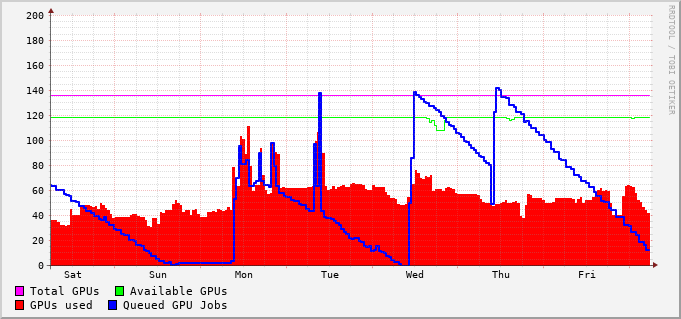 200
180
160
140
120
100
80
60
40
20
0
Sat Sun Mon Tue Wed Thu Fri
Total GPUs Available GPUs
GPUs used Queued GPU Jobs
RRDTOOL / TOBI OETIKER